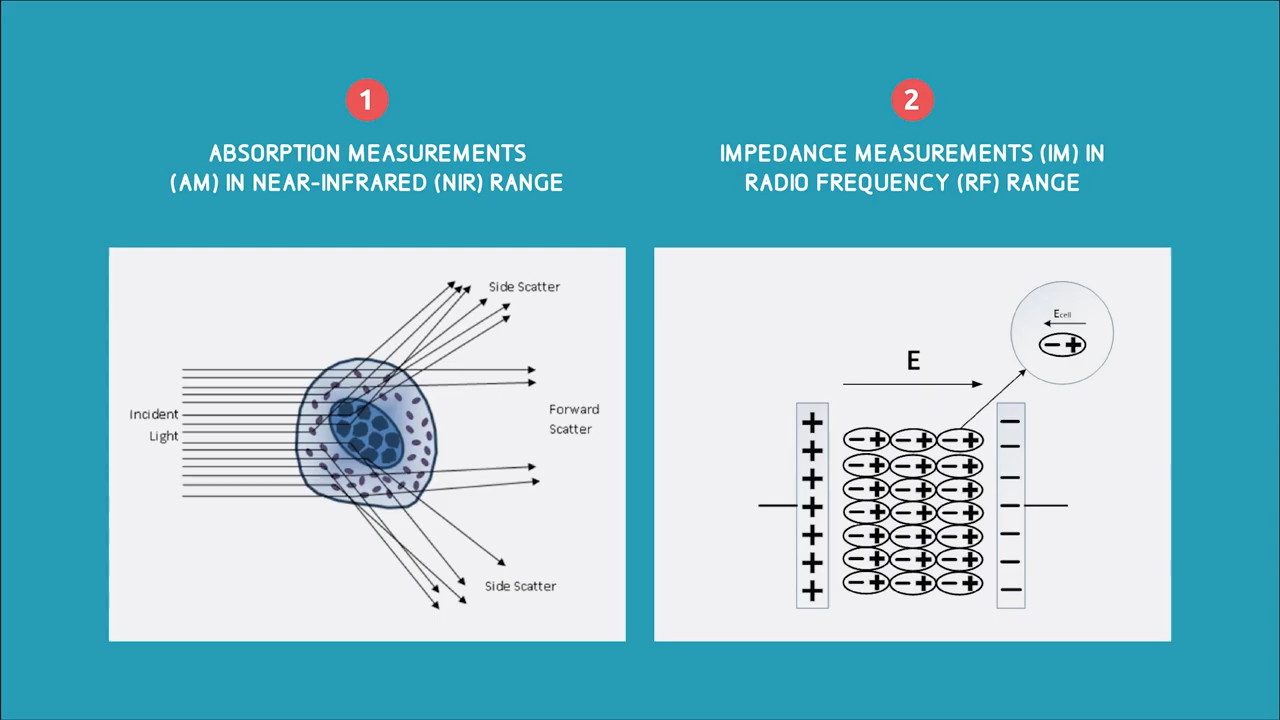 1
ABSORPTION MEASUREMENTS
(AM) IN NEAR-INFRARED (NIR) RANGE
Side Scatter
Incident
Light
Forward
Scatter
Side Scatter
2
IMPEDANCE MEASUREMENTS (IM) IN
RADIO FREQUENCY (RF) RANGE
Ecell
E